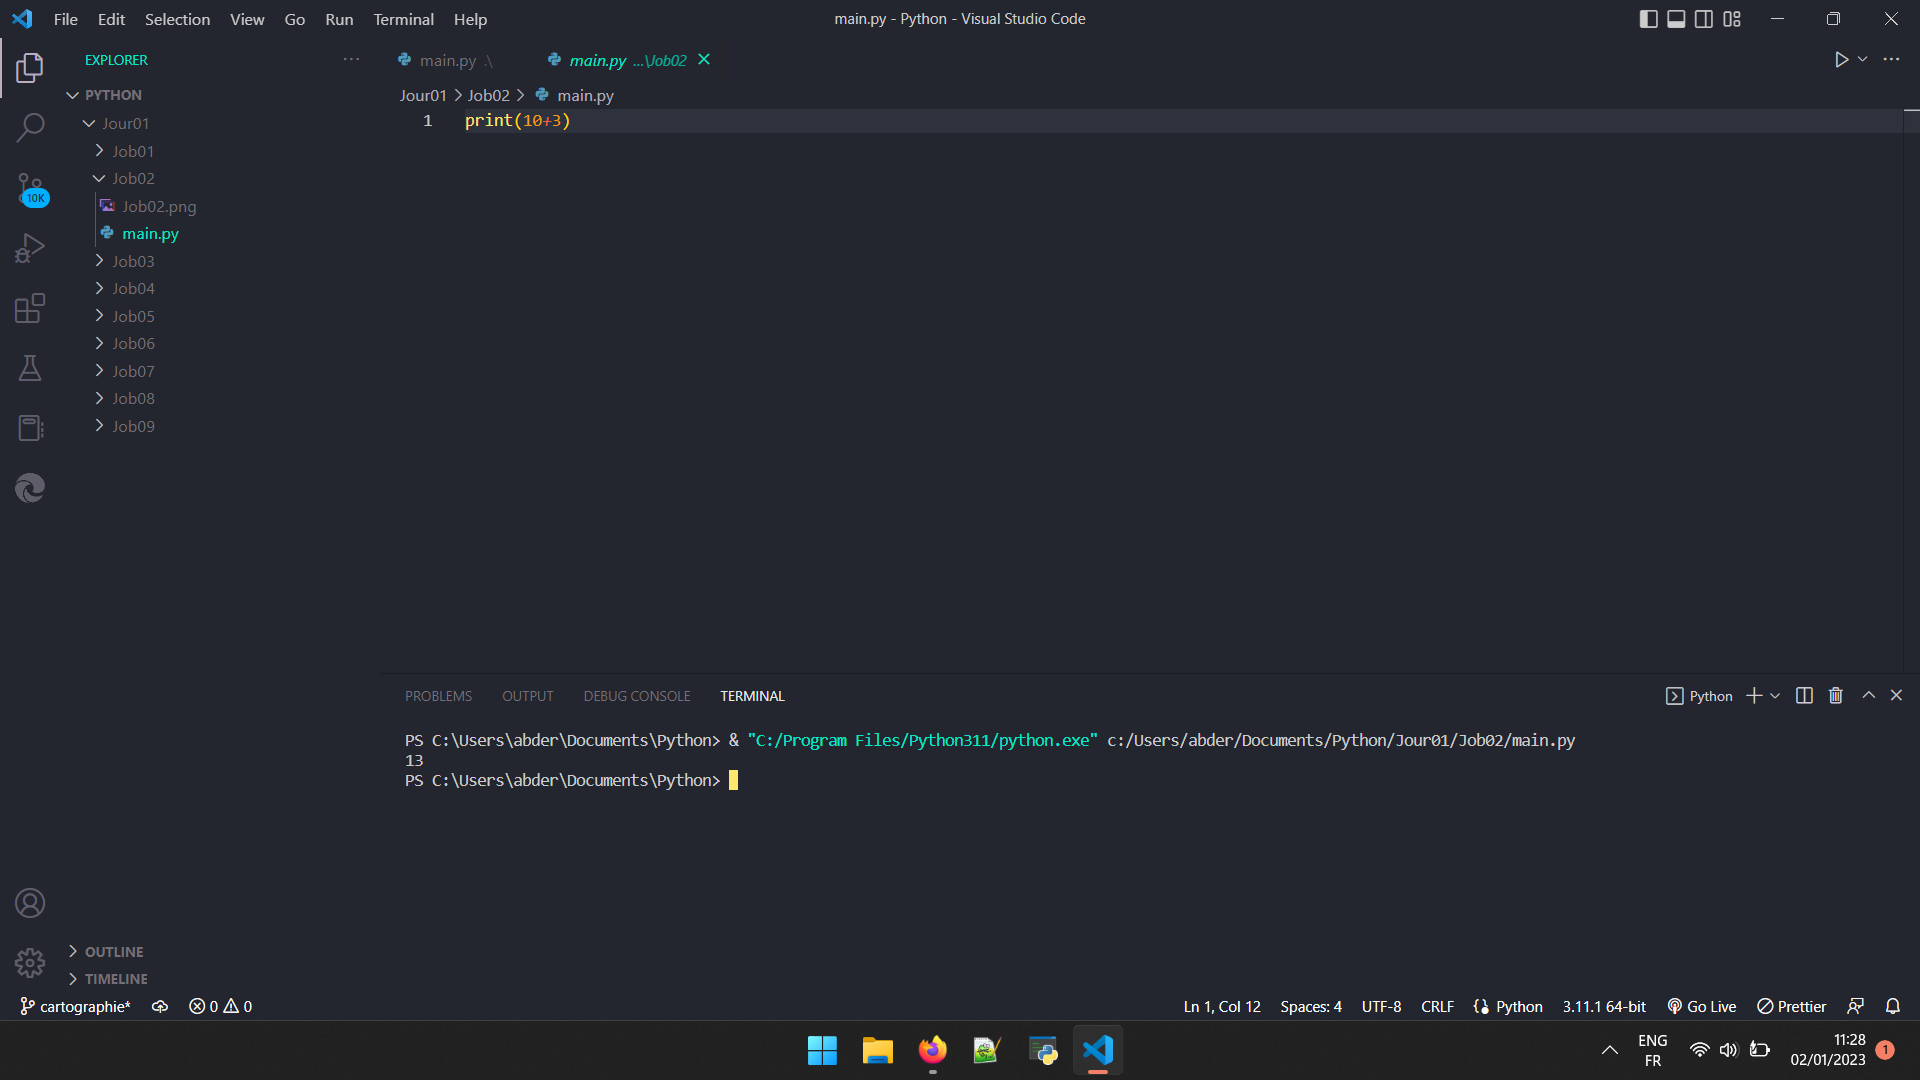 File Edit Selection View Go Run Terminal Help
main.py - Python - Visual Studio Code
EXPLORER
PYTHON
Jour01
Job01
Job02
Job02.png
main.py
Job03
Job04
Job05
Job06
Job07
Job08
Job09
10K
OUTLINE
TIMELINE
main.py .\
main.py ...\Job02
Jour01 > Job02 > main.py
1 print(10+3)
PROBLEMS OUTPUT DEBUG CONSOLE TERMINAL
Python
PS C:\Users\abder\Documents\Python> & "C:/Program Files/Python311/python.exe" c:/Users/abder/Documents/Python/Jour01/Job02/main.py
13
PS C:\Users\abder\Documents\Python>
cartographie* 0 0
Ln 1, Col 12 Spaces: 4 UTF-8 CRLF Python 3.11.1 64-bit Go Live Prettier
ENG
FR
11:28
02/01/2023
1